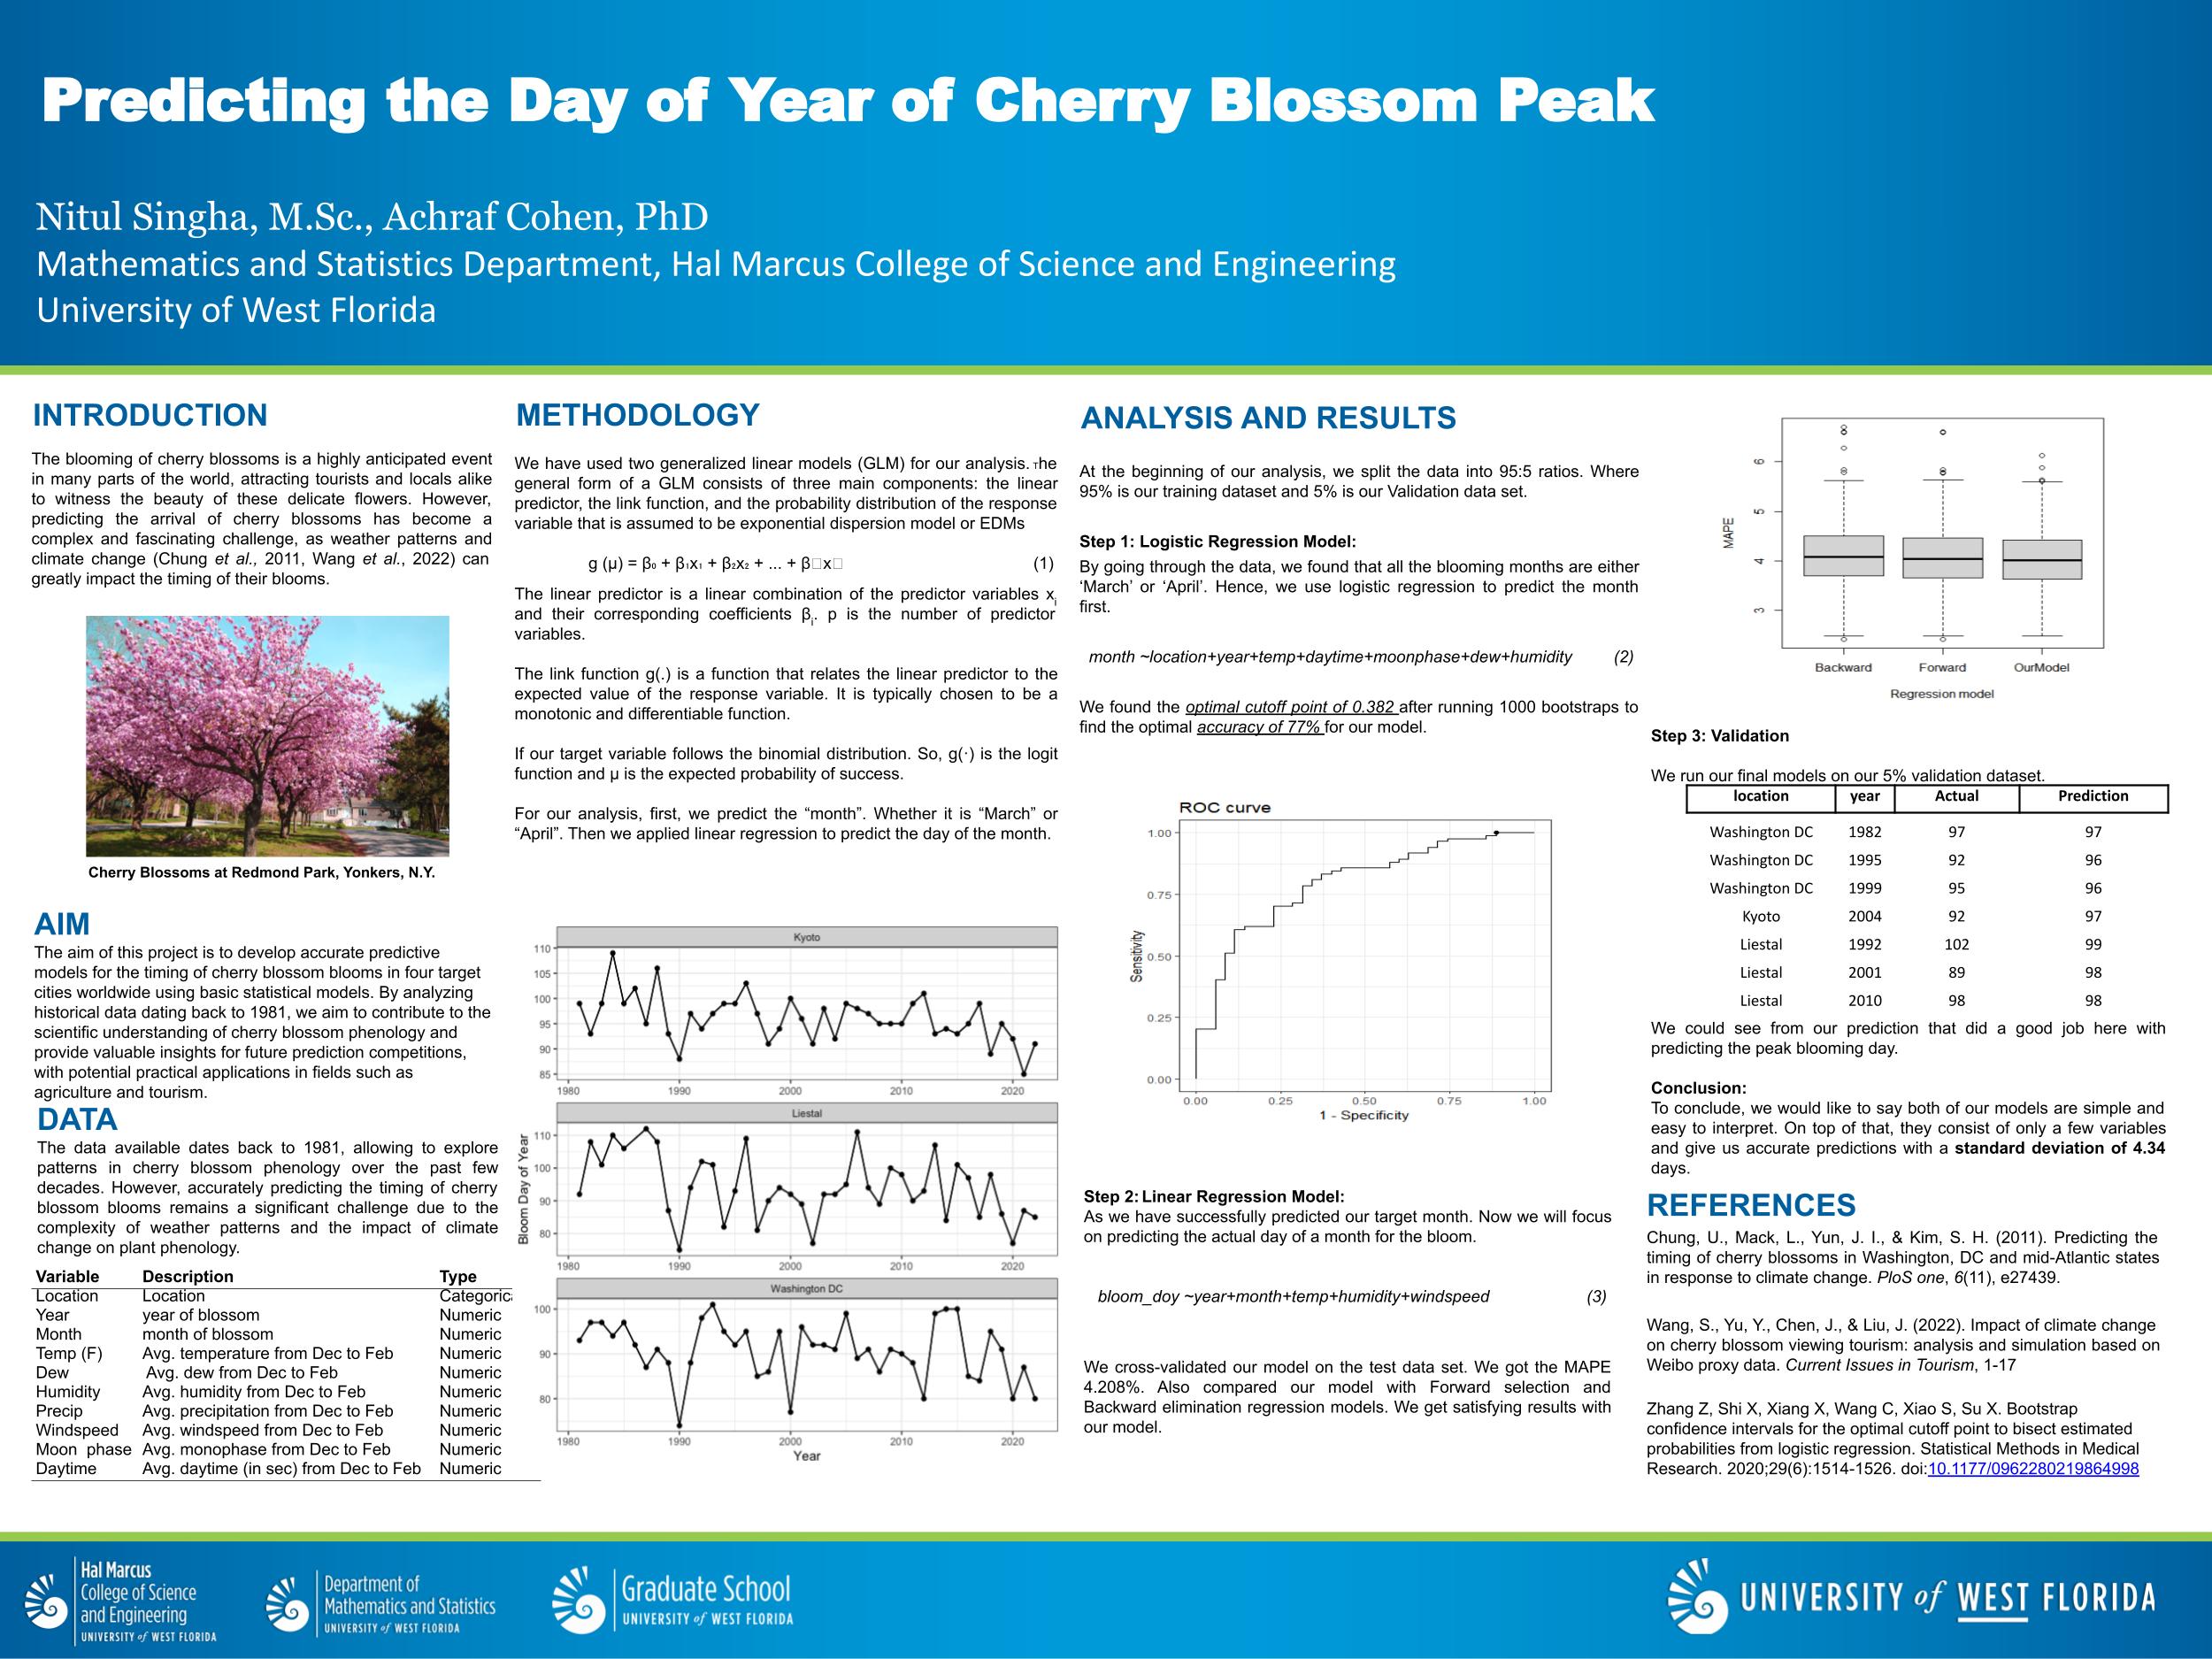 Predicting the Day of Year of Cherry Blossom Peak
Nitul Singha, M.Sc., Achraf Cohen, PhD
Mathematics and Statistics Department, Hal Marcus College of Science and Engineering
University of West Florida
INTRODUCTION
The blooming of cherry blossoms is a highly anticipated event
in many parts of the world, attracting tourists and locals alike
to witness the beauty of these delicate flowers. However,
predicting the arrival of cherry blossoms has become a
complex and fascinating challenge, as weather patterns and
climate change (Chung et al., 2011, Wang et al., 2022) can
greatly impact the timing of their blooms.
Cherry Blossoms at Redmond Park, Yonkers, N.Y.
AIM
The aim of this project is to develop accurate predictive
models for the timing of cherry blossom blooms in four target
cities worldwide using basic statistical models. By analyzing
historical data dating back to 1981, we aim to contribute to the
scientific understanding of cherry blossom phenology and
provide valuable insights for future prediction competitions,
with potential practical applications in fields such as
agriculture and tourism.
DATA
The data available dates back to 1981, allowing to explore
patterns in cherry blossom phenology over the past few
decades. However, accurately predicting the timing of cherry
blossom blooms remains a significant challenge due to the
complexity of weather patterns and the impact of climate
change on plant phenology.
Variable Description Type
Location Location Categoric
Year year of blossom Numeric
Month month of blossom Numeric
Temp (F) Avg. temperature from Dec to Feb Numeric
Dew Avg. dew from Dec to Feb Numeric
Humidity Avg. humidity from Dec to Feb Numeric
Precip Avg. precipitation from Dec to Feb Numeric
Windspeed Avg. windspeed from Dec to Feb Numeric
Moon phase Avg. monophase from Dec to Feb Numeric
Daytime Avg. daytime (in sec) from Dec to Feb Numeric
METHODOLOGY
We have used two generalized linear models (GLM) for our analysis. The
general form of a GLM consists of three main components: the linear
predictor, the link function, and the probability distribution of the response
variable that is assumed to be exponential dispersion model or EDMs
g (μ) = β₀ + β₁x₁ + β₂x₂ + ... + β□x□ (1)
The linear predictor is a linear combination of the predictor variables xᵢ
and their corresponding coefficients βᵢ. p is the number of predictor
variables.
The link function g(.) is a function that relates the linear predictor to the
expected value of the response variable. It is typically chosen to be a
monotonic and differentiable function.
If our target variable follows the binomial distribution. So, g(·) is the logit
function and μ is the expected probability of success.
For our analysis, first, we predict the “month”. Whether it is “March” or
“April”. Then we applied linear regression to predict the day of the month.
Bloom Day of Year
Kyoto
110
105
100
95
90
85
1980 1990 2000 2010 2020
Liestal
110
100
90
80
1980 1990 2000 2010 2020
Washington DC
100
90
80
1980 1990 2000 2010 2020
Year
ANALYSIS AND RESULTS
At the beginning of our analysis, we split the data into 95:5 ratios. Where
95% is our training dataset and 5% is our Validation data set.
Step 1: Logistic Regression Model:
By going through the data, we found that all the blooming months are either
‘March’ or ‘April’. Hence, we use logistic regression to predict the month
first.
month ~location+year+temp+daytime+moonphase+dew+humidity (2)
We found the optimal cutoff point of 0.382 after running 1000 bootstraps to
find the optimal accuracy of 77% for our model.
ROC curve
Sensitivity
1.00
0.75
0.50
0.25
0.00
0.00 0.25 0.50 0.75 1.00
1 - Specificity
Step 2: Linear Regression Model:
As we have successfully predicted our target month. Now we will focus
on predicting the actual day of a month for the bloom.
bloom_doy ~year+month+temp+humidity+windspeed (3)
We cross-validated our model on the test data set. We got the MAPE
4.208%. Also compared our model with Forward selection and
Backward elimination regression models. We get satisfying results with
our model.
MAPE
6
5
4
3
Backward Forward OurModel
Regression model
Step 3: Validation
We run our final models on our 5% validation dataset.
location year Actual Prediction
Washington DC 1982 97 97
Washington DC 1995 92 96
Washington DC 1999 95 96
Kyoto 2004 92 97
Liestal 1992 102 99
Liestal 2001 89 98
Liestal 2010 98 98
We could see from our prediction that did a good job here with
predicting the peak blooming day.
Conclusion:
To conclude, we would like to say both of our models are simple and
easy to interpret. On top of that, they consist of only a few variables
and give us accurate predictions with a standard deviation of 4.34
days.
REFERENCES
Chung, U., Mack, L., Yun, J. I., & Kim, S. H. (2011). Predicting the
timing of cherry blossoms in Washington, DC and mid-Atlantic states
in response to climate change. PloS one, 6(11), e27439.
Wang, S., Yu, Y., Chen, J., & Liu, J. (2022). Impact of climate change
on cherry blossom viewing tourism: analysis and simulation based on
Weibo proxy data. Current Issues in Tourism, 1-17
Zhang Z, Shi X, Xiang X, Wang C, Xiao S, Su X. Bootstrap
confidence intervals for the optimal cutoff point to bisect estimated
probabilities from logistic regression. Statistical Methods in Medical
Research. 2020;29(6):1514-1526. doi:10.1177/0962280219864998
Hal Marcus
College of Science
and Engineering
UNIVERSITY of WEST FLORIDA
Department of
Mathematics and Statistics
UNIVERSITY of WEST FLORIDA
Graduate School
UNIVERSITY of WEST FLORIDA
UNIVERSITY of WEST FLORIDA